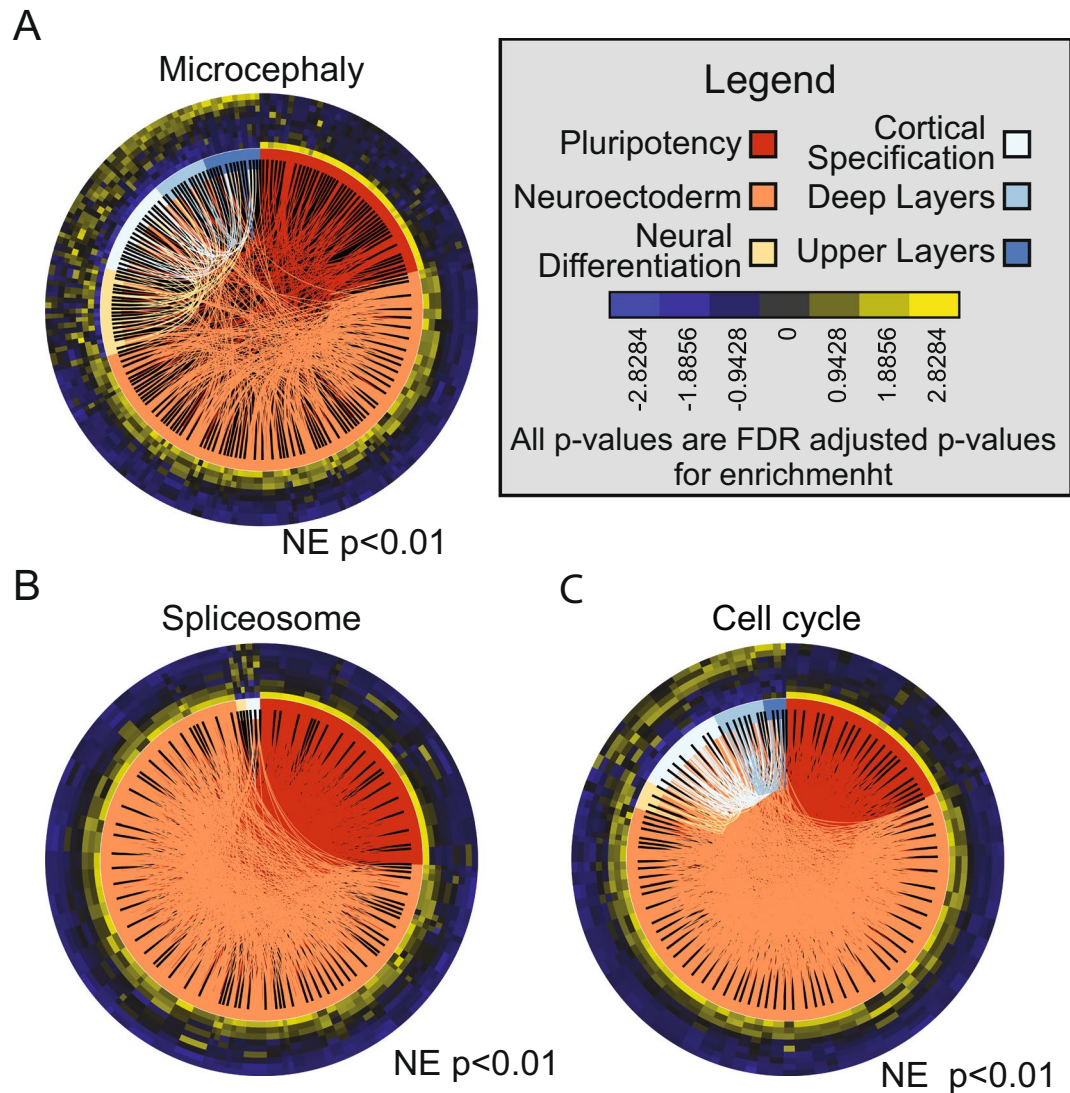 A
Microcephaly
NE p<0.01
Legend
Pluripotency
Neuroectoderm
Neural
Differentiation
Cortical
Specification
Deep Layers
Upper Layers
-2.8284
-1.8856
-0.9428
0
0.9428
1.8856
2.8284
All p-values are FDR adjusted p-values
for enrichmenht
B
Spliceosome
NE p<0.01
C
Cell cycle
NE p<0.01